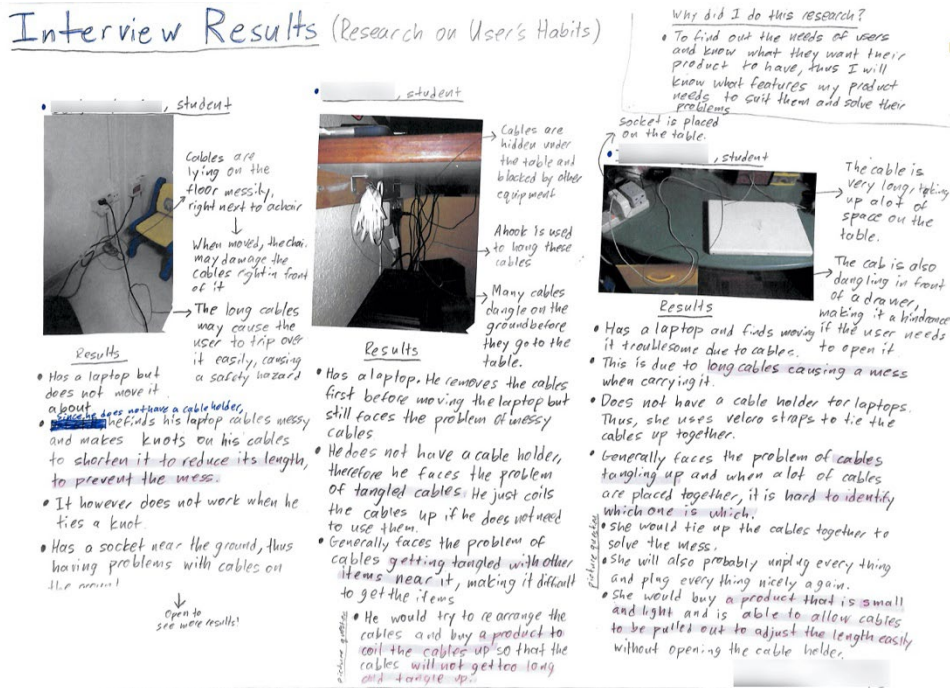 Interview Results (Research on User's Habits)
Why did I do this research?
• To find out the needs of users
and know what they want their
product to have, thus I will
know what features my product
needs to suit them and solve their
problems
, student
Cables are
lying on the
floor messily,
right next to a chair
When moved, the chair
may damage the
cables right in front
of it
The long cables
may cause the
user to trip over
it easily, causing
a safety hazard
Results
• Has a laptop but
does not move it
about
Since he does not have a cable holder,
• he finds his laptop cables messy
and makes knots on his cables
to shorten it to reduce its length,
to prevent the mess.
• It however does not work when he
ties a knot.
• Has a socket near the ground, thus
having problems with cables on
the ground
Open to
see more results!
, student
Cables are
hidden under
the table and
blocked by other
equipment
A hook is used
to hang these
cables
Many cables
dangle on the
ground before
they go to the
table.
Results
• Has a laptop. He removes the cables
first before moving the laptop but
still faces the problem of messy
cables
• He does not have a cable holder,
therefore he faces the problem
of tangled cables. He just coils
the cables up if he does not need
to use them.
• Generally faces the problem of
cables getting tangled with other
items near it, making it difficult
to get the items
picture quotes
• He would try to rearrange the
cables and buy a product to
coil the cables up so that the
cables will not get too long
and tangle up.
socket is placed
on the table.
, student
The cable is
very long, taking
up alot of
space on the
table.
The cab is also
dangling in front
of a drawer,
making it a hindrance
if the user needs
to open it.
Results
• Has a laptop and finds moving
it troublesome due to cables.
• This is due to long cables causing a mess
when carrying it.
• Does not have a cable holder for laptops.
Thus, she uses velcro straps to tie the
cables up together.
• Generally faces the problem of cables
tangling up and when alot of cables
are placed together, it is hard to identify
which one is which.
picture quotes
• She would tie up the cables together to
solve the mess.
• She will also probably unplug every thing
and plug every thing nicely again.
• She would buy a product that is small
and light and is able to allow cables
to be pulled out to adjust the length easily
without opening the cable holder.